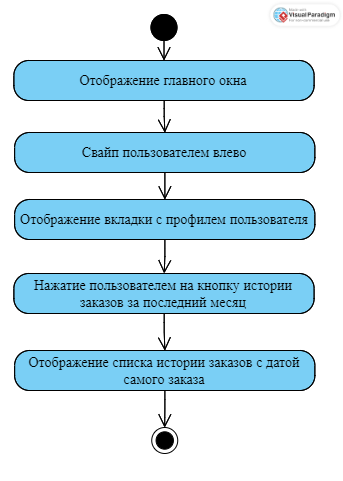 Visual Paradigm
Отображение главного окна
Свайп пользователем влево
Отображение вкладки с профилем пользователя
Нажатие пользователем на кнопку истории
заказов за последний месяц
Отображение списка истории заказов с датой
самого заказа